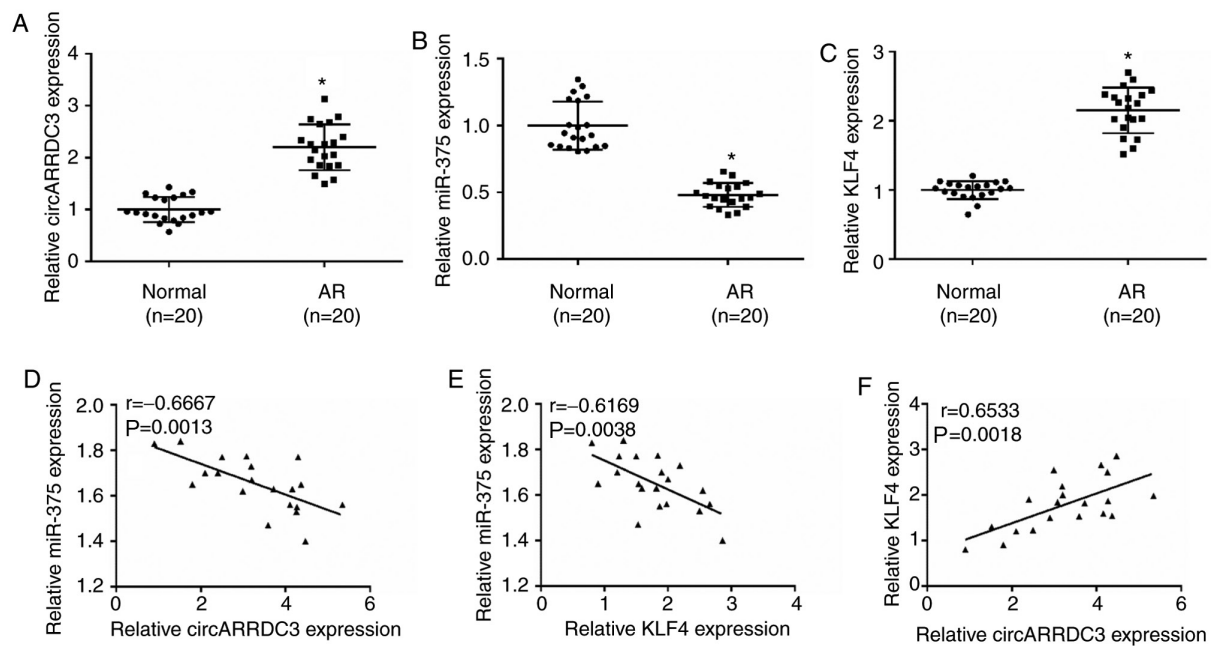 A
Relative circARRDC3 expression
4
3
2
1
0
*
Normal
(n=20)
AR
(n=20)
B
Relative miR-375 expression
1.5
1.0
0.5
0.0
*
Normal
(n=20)
AR
(n=20)
C
Relative KLF4 expression
3
2
1
0
*
Normal
(n=20)
AR
(n=20)
D
Relative miR-375 expression
2.0
1.8
1.6
1.4
1.2
r=−0.6667
P=0.0013
0 2 4 6
Relative circARRDC3 expression
E
Relative miR-375 expression
2.0
1.8
1.6
1.4
1.2
r=−0.6169
P=0.0038
0 1 2 3 4
Relative KLF4 expression
F
Relative KLF4 expression
4
3
2
1
0
r=0.6533
P=0.0018
0 2 4 6
Relative circARRDC3 expression